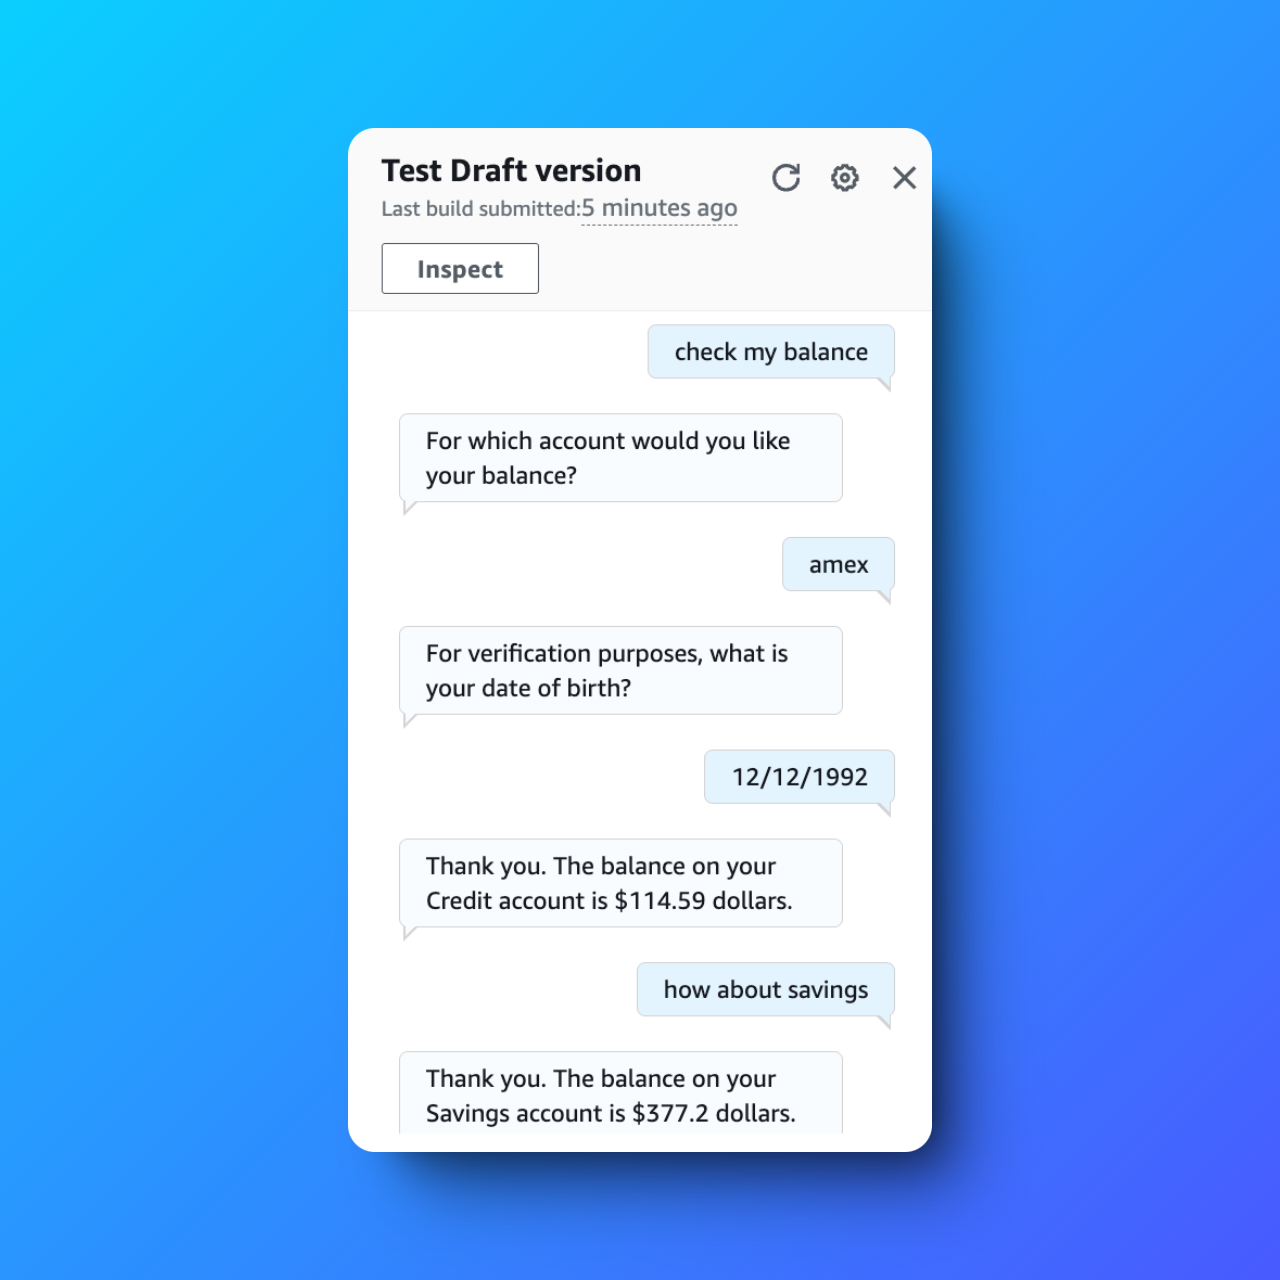 Test Draft version
Last build submitted:5 minutes ago
Inspect
check my balance
For which account would you like
your balance?
amex
For verification purposes, what is
your date of birth?
12/12/1992
Thank you. The balance on your
Credit account is $114.59 dollars.
how about savings
Thank you. The balance on your
Savings account is $377.2 dollars.